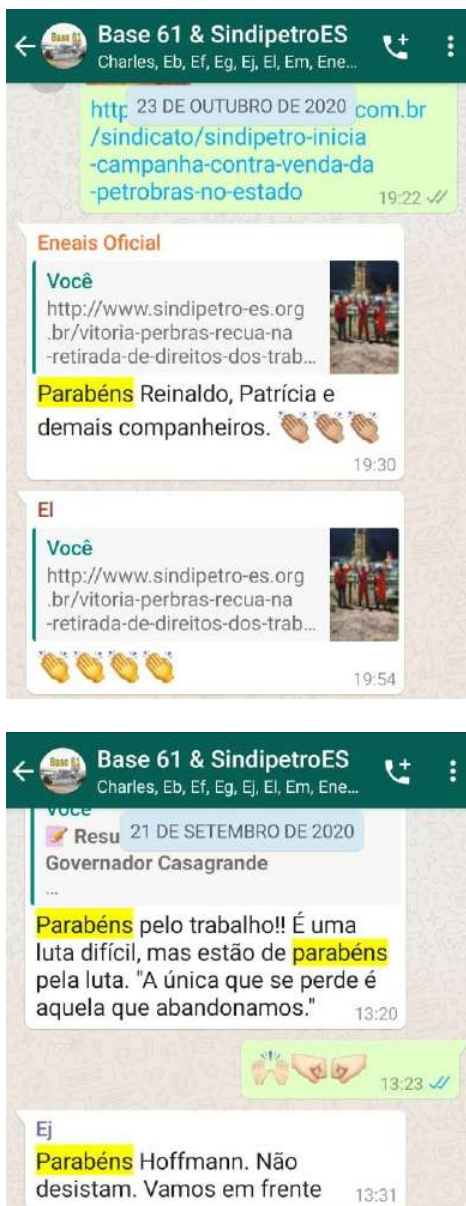 Base 61 & SindipetroES
Charles, Eb, Ef, Eg, Ej, El, Em, Ene...
http 23 DE OUTUBRO DE 2020 com.br
/sindicato/sindipetro-inicia
-campanha-contra-venda-da
-petrobras-no-estado
19:22
Eneais Oficial
Você
http://www.sindipetro-es.org
.br/vitoria-perbras-recua-na
-retirada-de-direitos-dos-trab...
Parabéns Reinaldo, Patrícia e
demais companheiros. 👏🏽👏🏽👏🏽
19:30
El
Você
http://www.sindipetro-es.org
.br/vitoria-perbras-recua-na
-retirada-de-direitos-dos-trab...
👏👏👏👏
19:54
Base 61 & SindipetroES
Charles, Eb, Ef, Eg, Ej, El, Em, Ene...
Você
📝 Resu 21 DE SETEMBRO DE 2020
Governador Casagrande
...
Parabéns pelo trabalho!! É uma
luta difícil, mas estão de parabéns
pela luta. "A única que se perde é
aquela que abandonamos."
13:20
🙌🏻🤜🏻🤛🏻 13:23
Ej
Parabéns Hoffmann. Não
desistam. Vamos em frente
13:31